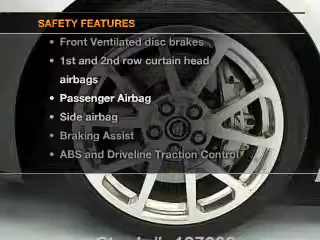 SAFETY FEATURES
• Front Ventilated disc brakes
• 1st and 2nd row curtain head
airbags
• Passenger Airbag
• Side airbag
• Braking Assist
• ABS and Driveline Traction Control